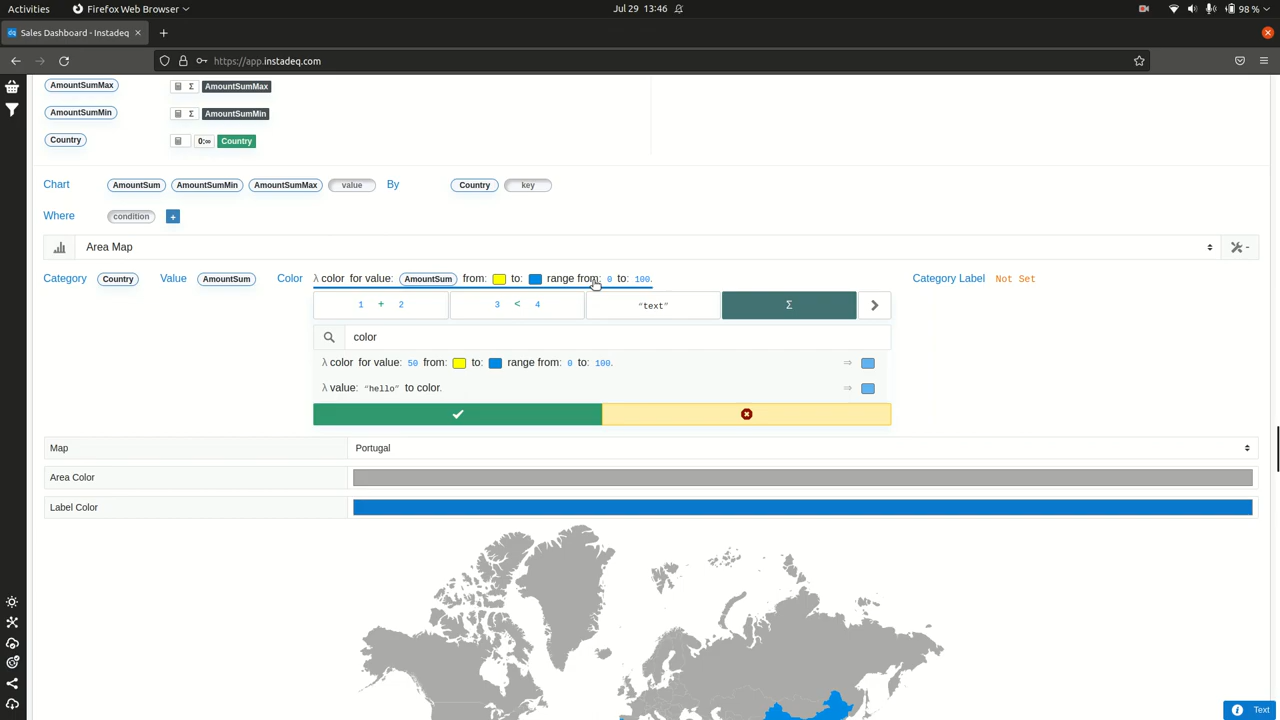 Activities Firefox Web Browser Jul 29 13:46 98 %
Sales Dashboard - Instadeq
https://app.instadeq.com
AmountSumMax Σ AmountSumMax
AmountSumMin Σ AmountSumMin
Country 0:∞ Country
Chart AmountSum AmountSumMin AmountSumMax value By Country key
Where condition +
Area Map
Category Country Value AmountSum Color λ color for value: AmountSum from: to: range from: 0 to: 100. Category Label Not Set
1 + 2 3 < 4 “text” Σ
color
λ color for value: 50 from: to: range from: 0 to: 100. ⇒
λ value: “hello” to color. ⇒
Map Portugal
Area Color
Label Color
Text